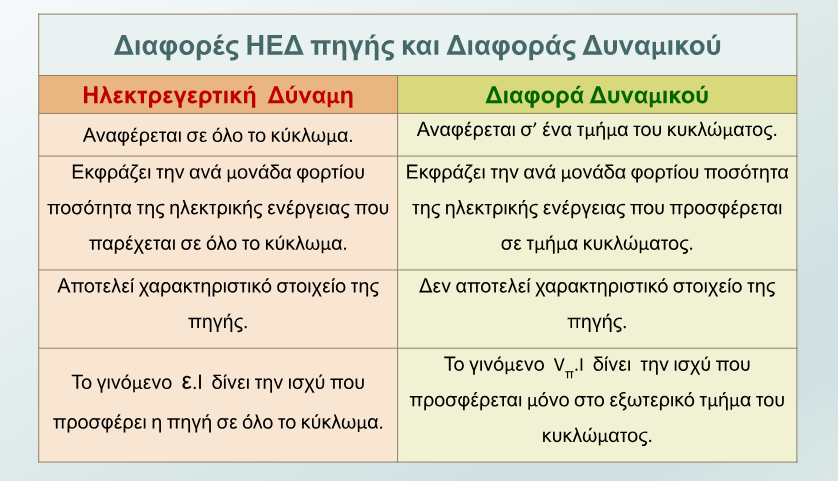 Διαφορές ΗΕΔ πηγής και Διαφοράς Δυναμικού
Ηλεκτρεγερτική Δύναμη
Διαφορά Δυναμικού
Αναφέρεται σε όλο το κύκλωμα.
Αναφέρεται σ’ ένα τμήμα του κυκλώματος.
Εκφράζει την ανά μονάδα φορτίου
ποσότητα της ηλεκτρικής ενέργειας που
παρέχεται σε όλο το κύκλωμα.
Εκφράζει την ανά μονάδα φορτίου ποσότητα
της ηλεκτρικής ενέργειας που προσφέρεται
σε τμήμα κυκλώματος.
Αποτελεί χαρακτηριστικό στοιχείο της
πηγής.
Δεν αποτελεί χαρακτηριστικό στοιχείο της
πηγής.
Το γινόμενο ε.Ι δίνει την ισχύ που
προσφέρει η πηγή σε όλο το κύκλωμα.
Το γινόμενο Vπ.Ι δίνει την ισχύ που
προσφέρεται μόνο στο εξωτερικό τμήμα του
κυκλώματος.